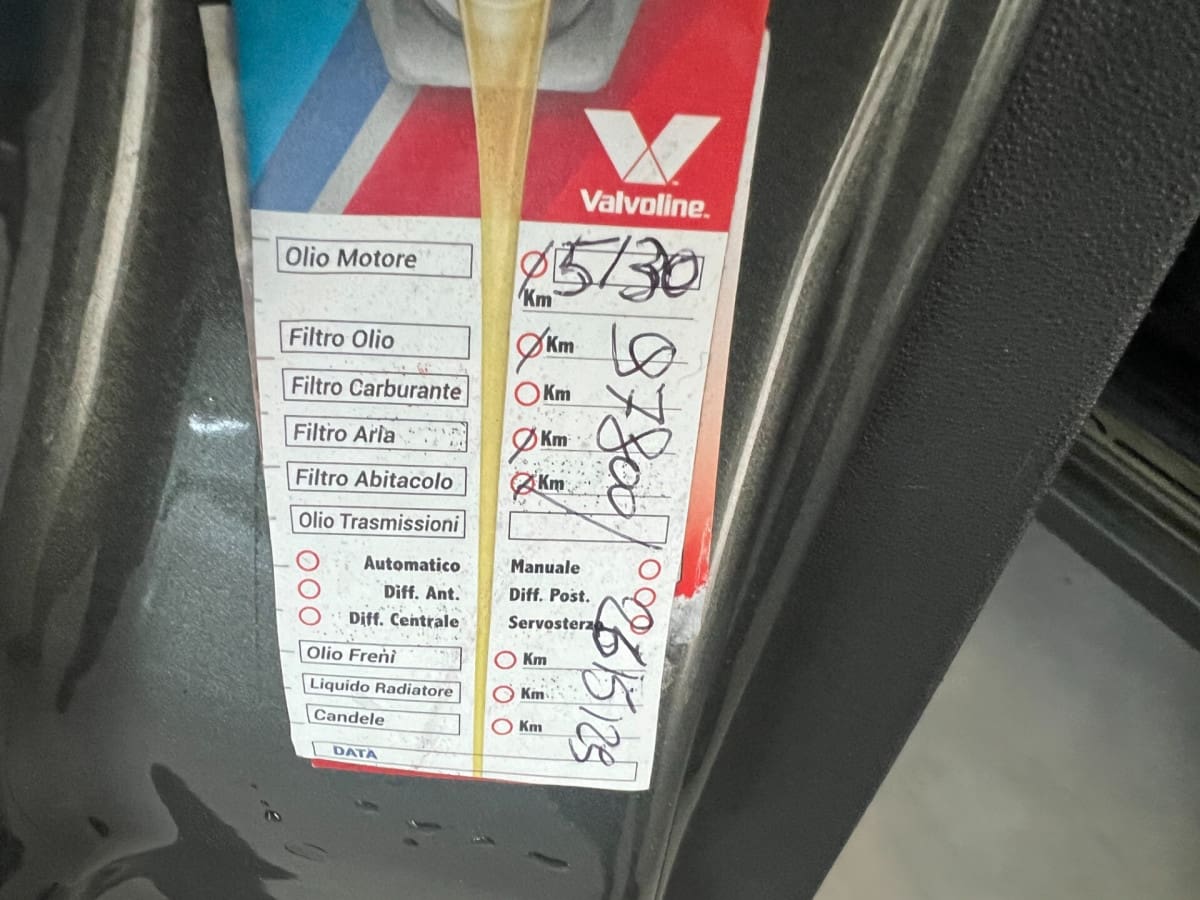 Valvoline™
Olio Motore 5/30
Km
Filtro Olio Km
Filtro Carburante Km
Filtro Aria Km
Filtro Abitacolo Km
Olio Trasmissioni
Automatico Manuale
Diff. Ant. Diff. Post.
Diff. Centrale Servosterzo
Olio Freni Km
Liquido Radiatore Km
Candele Km
DATA